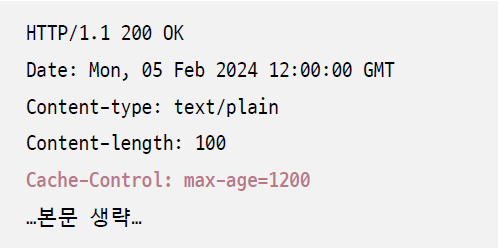 HTTP/1.1 200 OK
Date: Mon, 05 Feb 2024 12:00:00 GMT
Content-type: text/plain
Content-length: 100
Cache-Control: max-age=1200
…본문 생략…